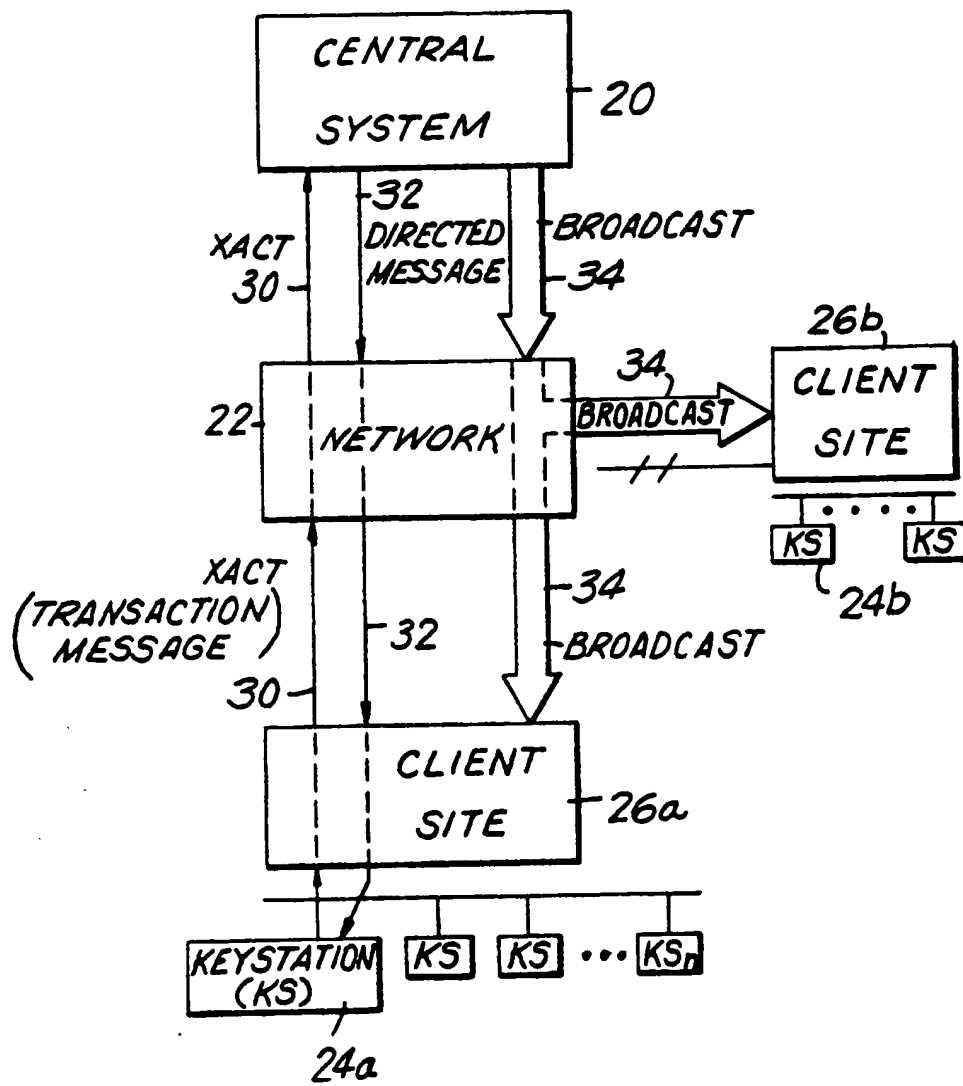 CENTRAL
SYSTEM
20
32
DIRECTED
MESSAGE
XACT
30
BROADCAST
34
26b
CLIENT
SITE
34
BROADCAST
22
NETWORK
KS
....
KS
24b
XACT
(TRANSACTION
MESSAGE)
30
32
34
BROADCAST
CLIENT
SITE
26a
KEYSTATION
(KS)
KS
KS
...
KSn
24a